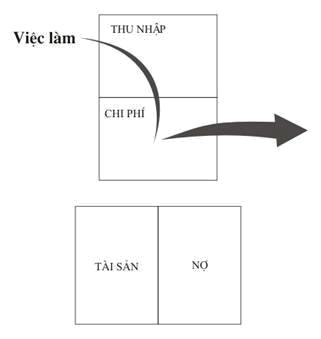 THU NHẬP
Việc làm
CHI PHÍ
TÀI SẢN
NỢ